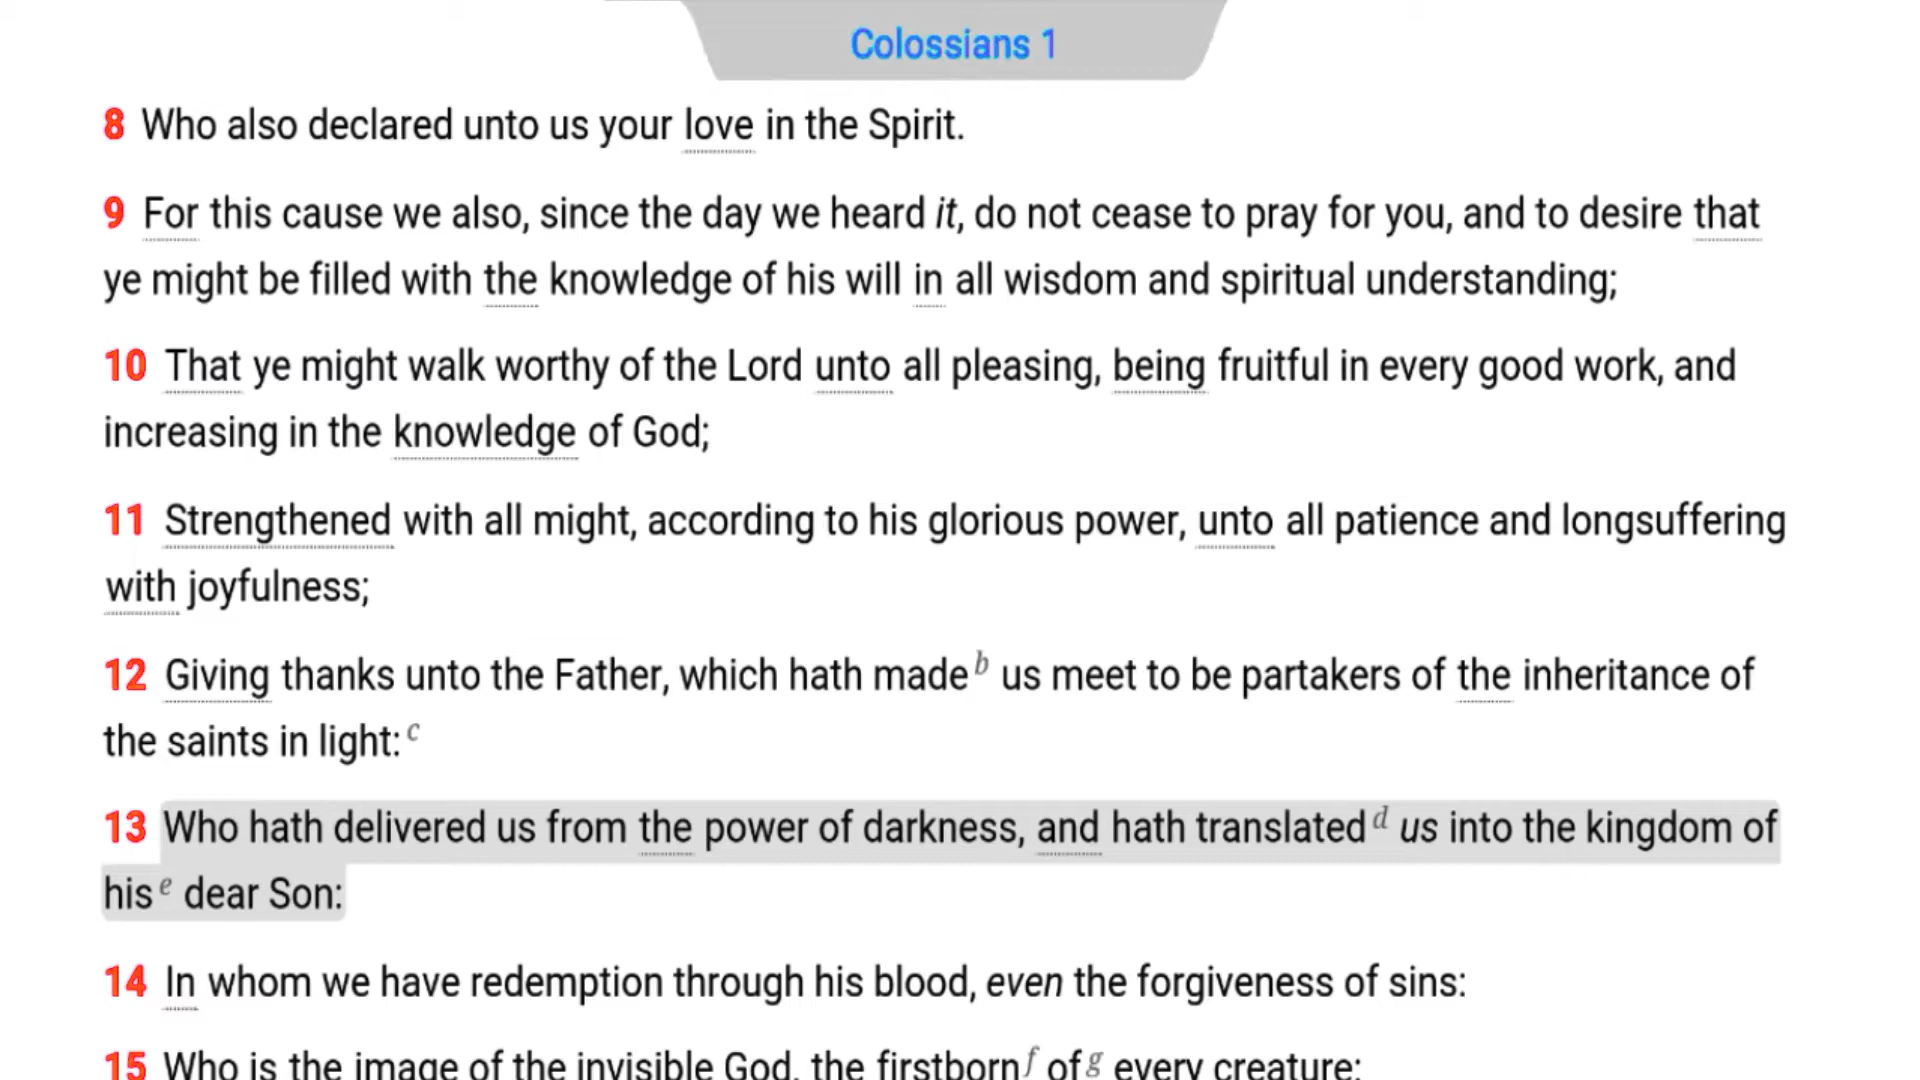 Colossians 1
8 Who also declared unto us your love in the Spirit.
9 For this cause we also, since the day we heard it, do not cease to pray for you, and to desire that
ye might be filled with the knowledge of his will in all wisdom and spiritual understanding;
10 That ye might walk worthy of the Lord unto all pleasing, being fruitful in every good work, and
increasing in the knowledge of God;
11 Strengthened with all might, according to his glorious power, unto all patience and longsuffering
with joyfulness;
12 Giving thanks unto the Father, which hath made b us meet to be partakers of the inheritance of
the saints in light: c
13 Who hath delivered us from the power of darkness, and hath translated d us into the kingdom of
his e dear Son:
14 In whom we have redemption through his blood, even the forgiveness of sins:
15 Who is the image of the invisible God, the firstborn f of g every creature: